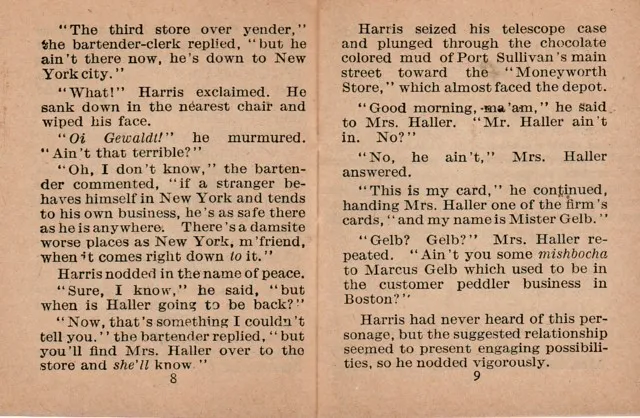 "The third store over yender,"
the bartender-clerk replied, "but he
ain't there now, he's down to New
York city."
"What!" Harris exclaimed. He
sank down in the nearest chair and
wiped his face.
"Oi Gewaldt!" he murmured.
"Ain't that terrible?"
"Oh, I don't know," the barten-
der commented, "if a stranger be-
haves himself in New York and tends
to his own business, he's as safe there
as he is anywhere. There's a damsite
worse places as New York, m'friend,
when it comes right down to it."
Harris nodded in the name of peace.
"Sure, I know," he said, "but
when is Haller going to be back?"
"Now, that's something I couldn't
tell you." the bartender replied, "but
you'll find Mrs. Haller over to the
store and she'll know."
8
Harris seized his telescope case
and plunged through the chocolate
colored mud of Port Sullivan's main
street toward the "Moneyworth
Store," which almost faced the depot.
"Good morning, ma'am," he said
to Mrs. Haller. "Mr. Haller ain't
in. No?"
"No, he ain't," Mrs. Haller
answered.
"This is my card," he continued,
handing Mrs. Haller one of the firm's
cards, "and my name is Mister Gelb."
"Gelb? Gelb?" Mrs. Haller re-
peated. "Ain't you some mishbocha
to Marcus Gelb which used to be in
the customer peddler business in
Boston?"
Harris had never heard of this per-
sonage, but the suggested relationship
seemed to present engaging possibili-
ties, so he nodded vigorously.
9